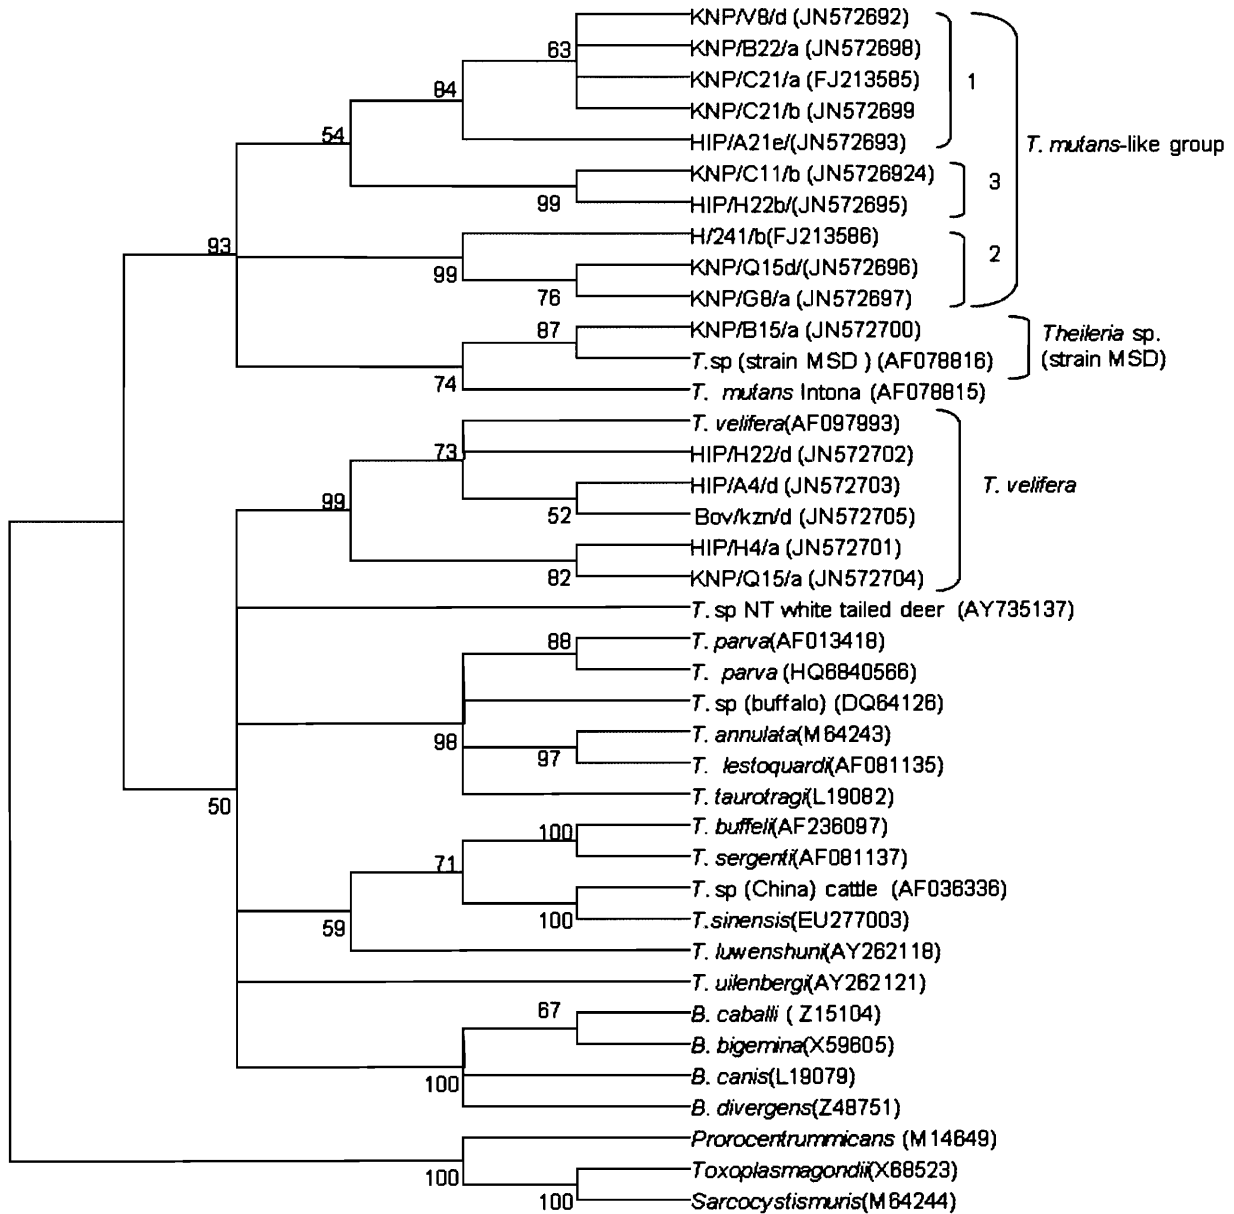 KNP/V8/d (JN572692)
63
KNP/B22/a (JN572698)
84
KNP/C21/a (FJ213585)
1
KNP/C21/b (JN572699
54
HIP/A21e/(JN572693)
T. mutans-like group
KNP/C11/b (JN5726924)
3
99
HIP/H22b/(JN572695)
93
H/241/b(FJ213586)
2
99
KNP/Q15d/(JN572696)
76
KNP/G8/a (JN572697)
87
KNP/B15/a (JN572700)
Theileria sp.
T.sp (strain MSD ) (AF078816)
(strain MSD)
74
T. mutans Intona (AF078815)
T. velifera(AF097993)
73
HIP/H22/d (JN572702)
99
HIP/A4/d (JN572703)
T. velifera
52
Bov/kzn/d (JN572705)
HIP/H4/a (JN572701)
82
KNP/Q15/a (JN572704)
T. sp NT white tailed deer (AY735137)
88
T. parva(AF013418)
T. parva (HQ6840566)
T. sp (buffalo) (DQ64126)
98
T. annulata(M64243)
97
T. lestoquardi(AF081135)
T. taurotragi(L19082)
50
100
T. buffeli(AF236097)
71
T. sergenti(AF081137)
T. sp (China) cattle (AF036336)
59
100
T.sinensis(EU277003)
T. luwenshuni(AY262118)
T. uilenbergi(AY262121)
67
B. caballi ( Z15104)
B. bigemina(X59605)
100
B. canis(L19079)
B. divergens(Z48751)
Prorocentrummicans (M14649)
100
Toxoplasmagondii(X68523)
100
Sarcocystismuris(M64244)